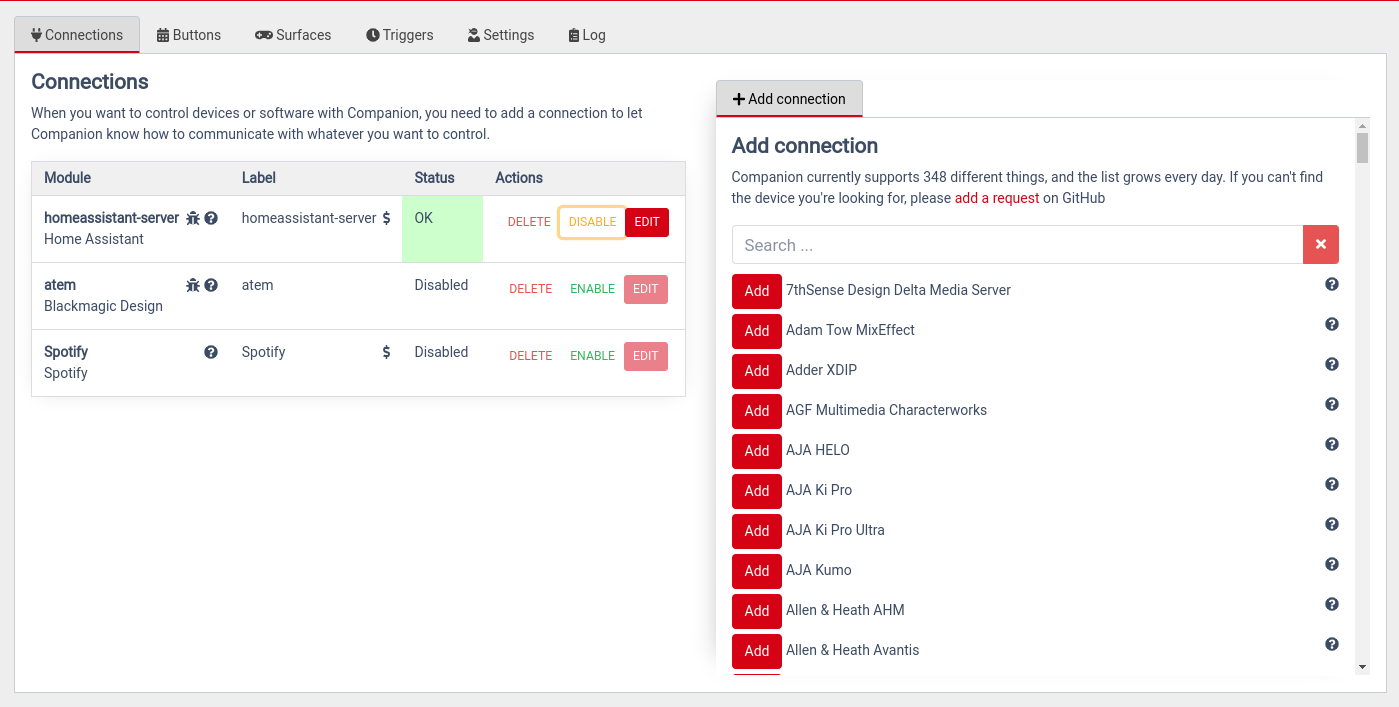 Connections Buttons Surfaces Triggers Settings Log
Connections
When you want to control devices or software with Companion, you need to add a connection to let
Companion know how to communicate with whatever you want to control.
Module Label Status Actions
homeassistant-server homeassistant-server $ OK DELETE DISABLE EDIT
Home Assistant
atem atem Disabled DELETE ENABLE EDIT
Blackmagic Design
Spotify Spotify $ Disabled DELETE ENABLE EDIT
Spotify
Add connection
Add connection
Companion currently supports 348 different things, and the list grows every day. If you can't find
the device you're looking for, please add a request on GitHub
Search ...
Add 7thSense Design Delta Media Server
Add Adam Tow MixEffect
Add Adder XDIP
Add AGF Multimedia Characterworks
Add AJA HELO
Add AJA Ki Pro
Add AJA Ki Pro Ultra
Add AJA Kumo
Add Allen & Heath AHM
Add Allen & Heath Avantis